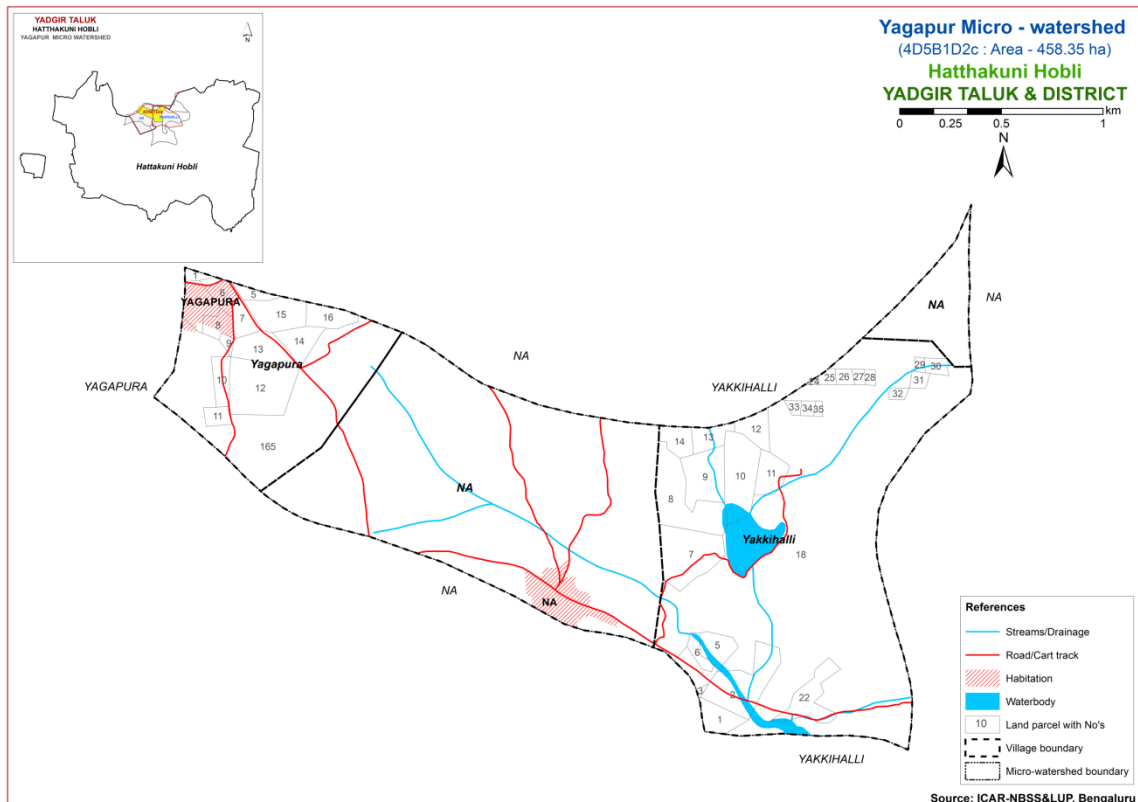 YADGIR TALUK
HATTHAKUNI HOBLI
YAGAPUR MICRO WATERSHED
N
Hattakuni Hobli
Yagapur Micro - watershed
(4D5B1D2c : Area - 458.35 ha)
Hatthakuni Hobli
YADGIR TALUK & DISTRICT
km
0 0.25 0.5 1
N
1
6 5
YAGAPURA
15 16
8 7
9 13 14
Yagapura
YAGAPURA
10 12
11
165
NA
NA
NA
NA
NA
NA
YAKKIHALLI
29 30
24 25 26 27 28 31
32
33 34 35
14 13 12
9 10 11
8
Yakkihalli
7 18
6 5
3 2 22
1
YAKKIHALLI
References
Streams/Drainage
Road/Cart track
Habitation
Waterbody
10 Land parcel with No's
Village boundary
Micro-watershed boundary
Source: ICAR-NBSS&LUP, Bengaluru